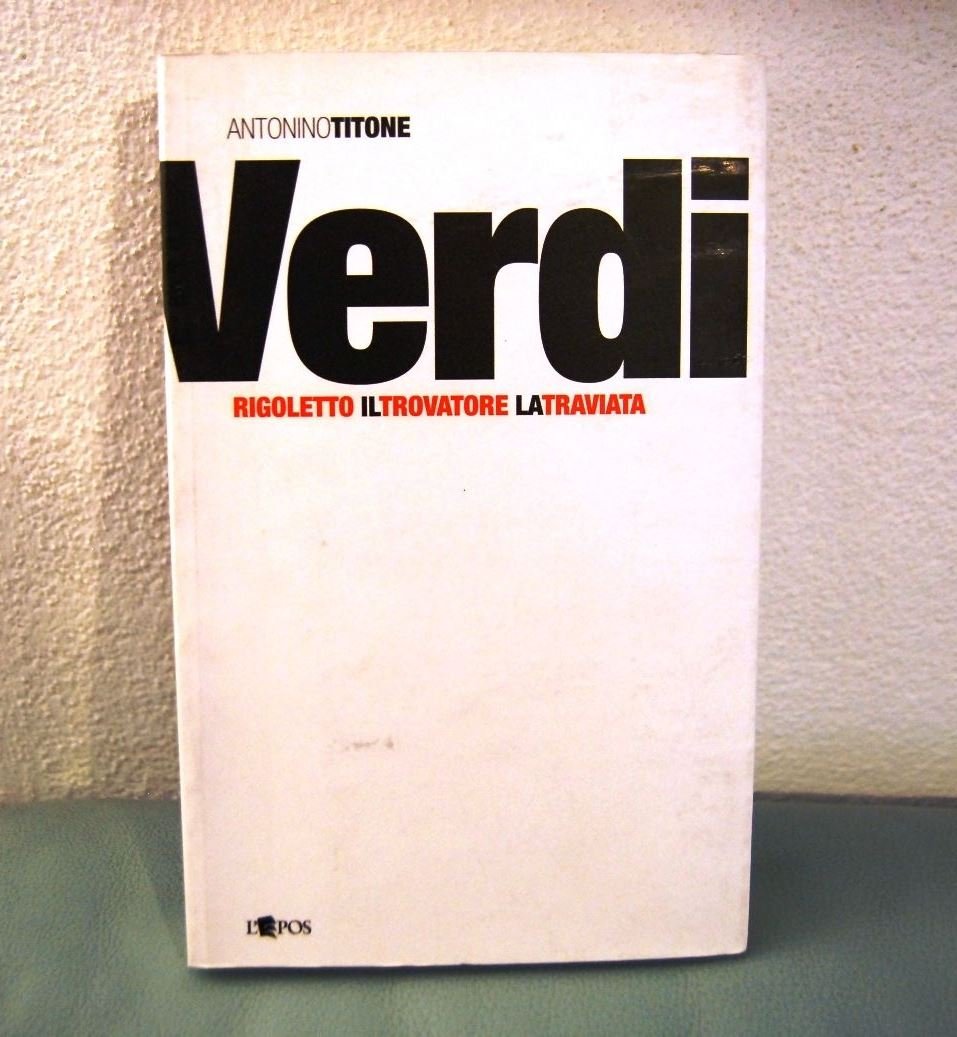 ANTONINOTITONE
Verdi
RIGOLETTO ILTROVATORE LATRAVIATA
L'EPOS